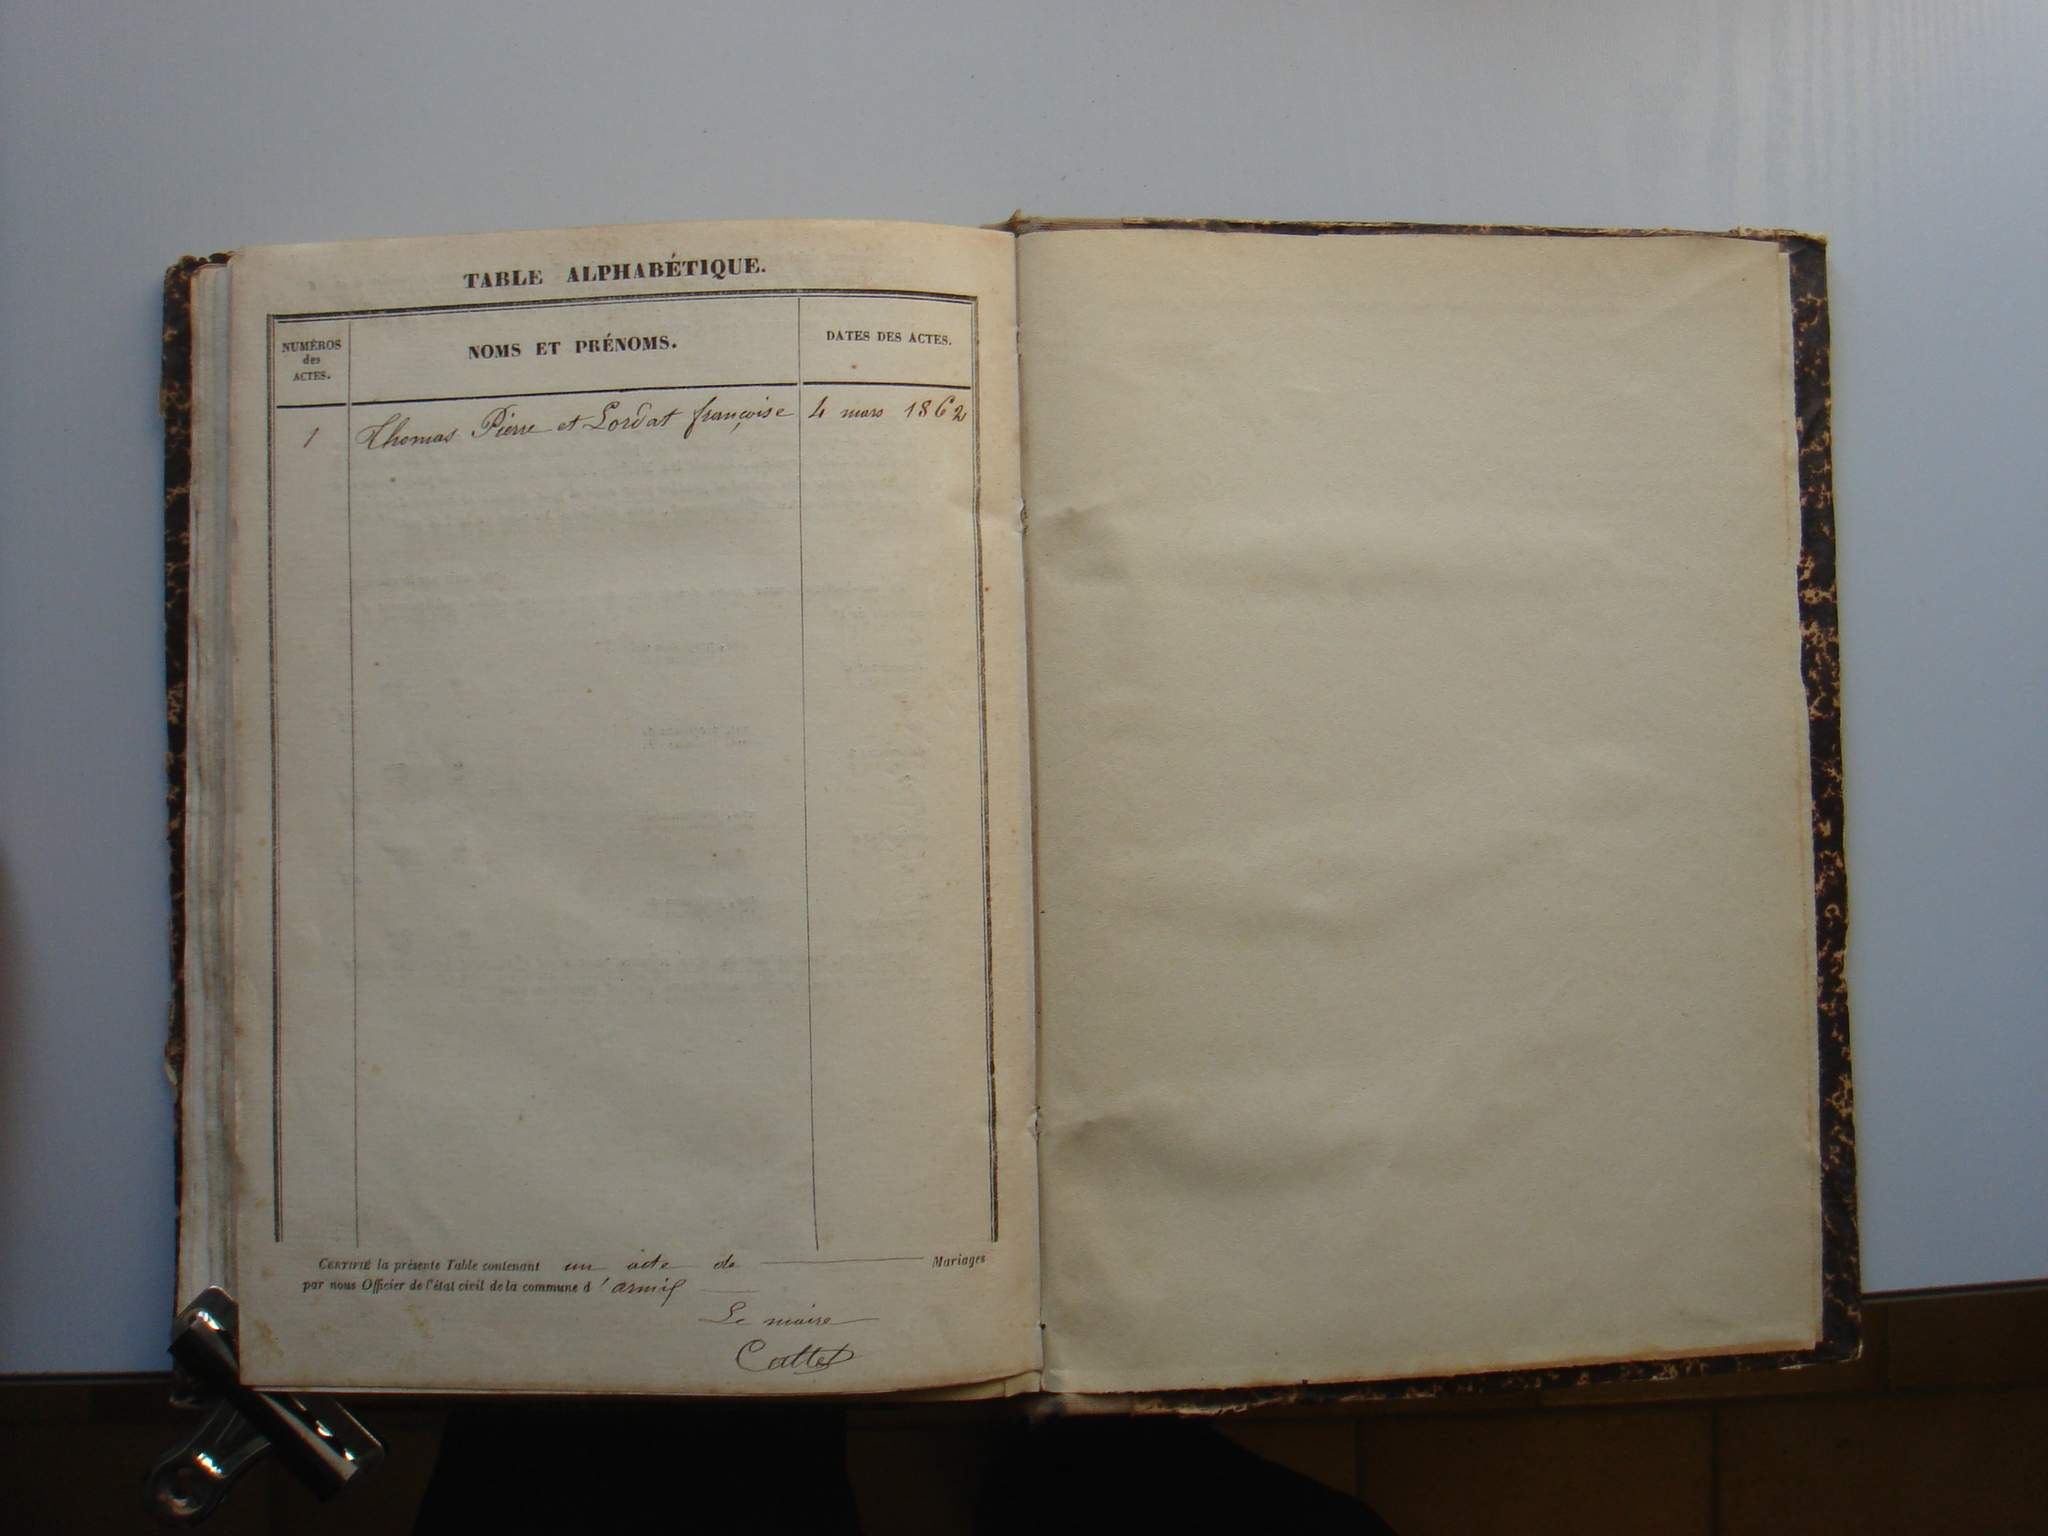 TABLE ALPHABÉTIQUE.
NUMÉROS
des
ACTES.
NOMS ET PRÉNOMS.
DATES DES ACTES.
1 Thomas Pierre et Lordat françoise 4 mars 1862
CERTIFIÉ la présente Table contenant un acte de Mariages
par nous Officier de l'état civil de la commune d'
Le maire